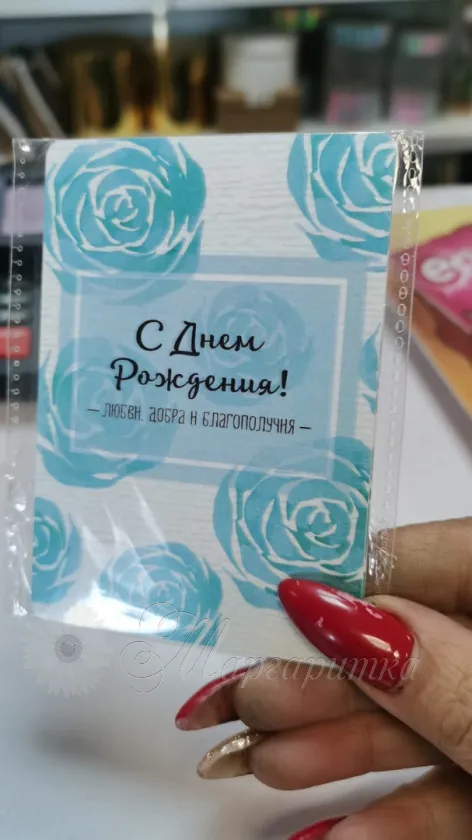 С Днем
Рождения!
– ЛЮБВИ, ДОБРА И БЛАГОПОЛУЧИЯ –
Маргаритка